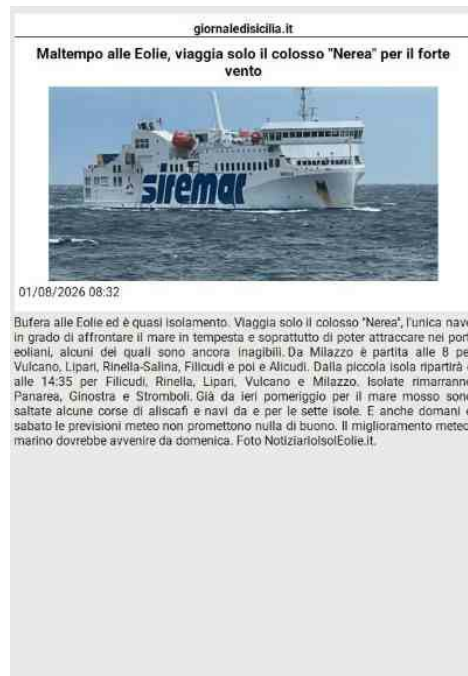 giornaledisicilia.it
Maltempo alle Eolie, viaggia solo il colosso "Nerea" per il forte
vento
siremar
01/08/2026 08:32
Bufera alle Eolie ed è quasi isolamento. Viaggia solo il colosso "Nerea", l'unica nave
in grado di affrontare il mare in tempesta e soprattutto di poter attraccare nei port
eoliani, alcuni dei quali sono ancora inagibili. Da Milazzo è partita alle 8 pe
Vulcano, Lipari, Rinella-Salina, Filicudi e poi e Alicudi. Dalla piccola isola ripartirà
alle 14:35 per Filicudi, Rinella, Lipari, Vulcano e Milazzo. Isolate rimarrann
Panarea, Ginostra e Stromboli. Già da ieri pomeriggio per il mare mosso son
saltate alcune corse di aliscafi e navi da e per le sette isole. E anche domani e
sabato le previsioni meteo non promettono nulla di buono. Il miglioramento meteo
marino dovrebbe avvenire da domenica. Foto NotiziarioIsolEolie.it.